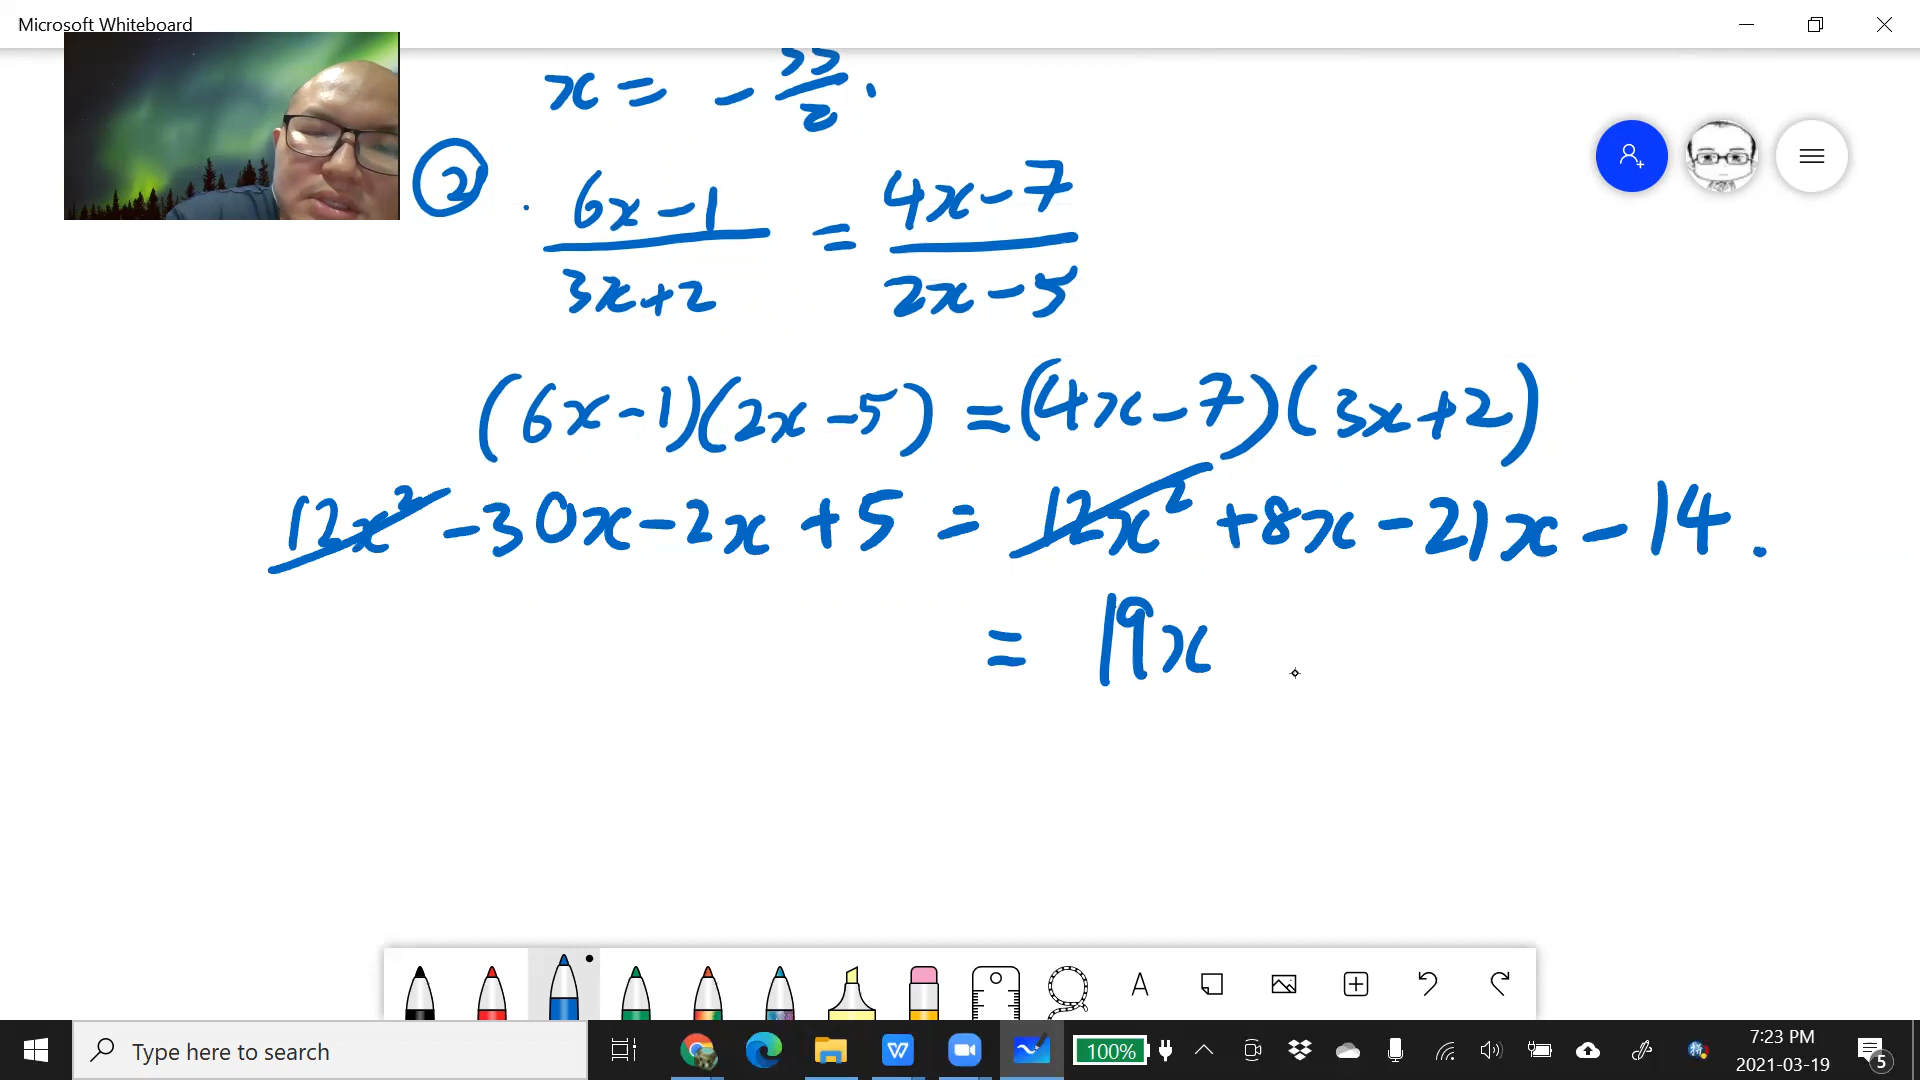 Microsoft Whiteboard
x = - /2.
② . 6x-1/3x+2 = 4x-7/2x-5
(6x-1)(2x-5) = (4x-7)(3x+2)
12x² -30x-2x+5 = 12x² +8x-21x-14.
= 19x
A
Type here to search
W
100%
7:23 PM
2021-03-19
5